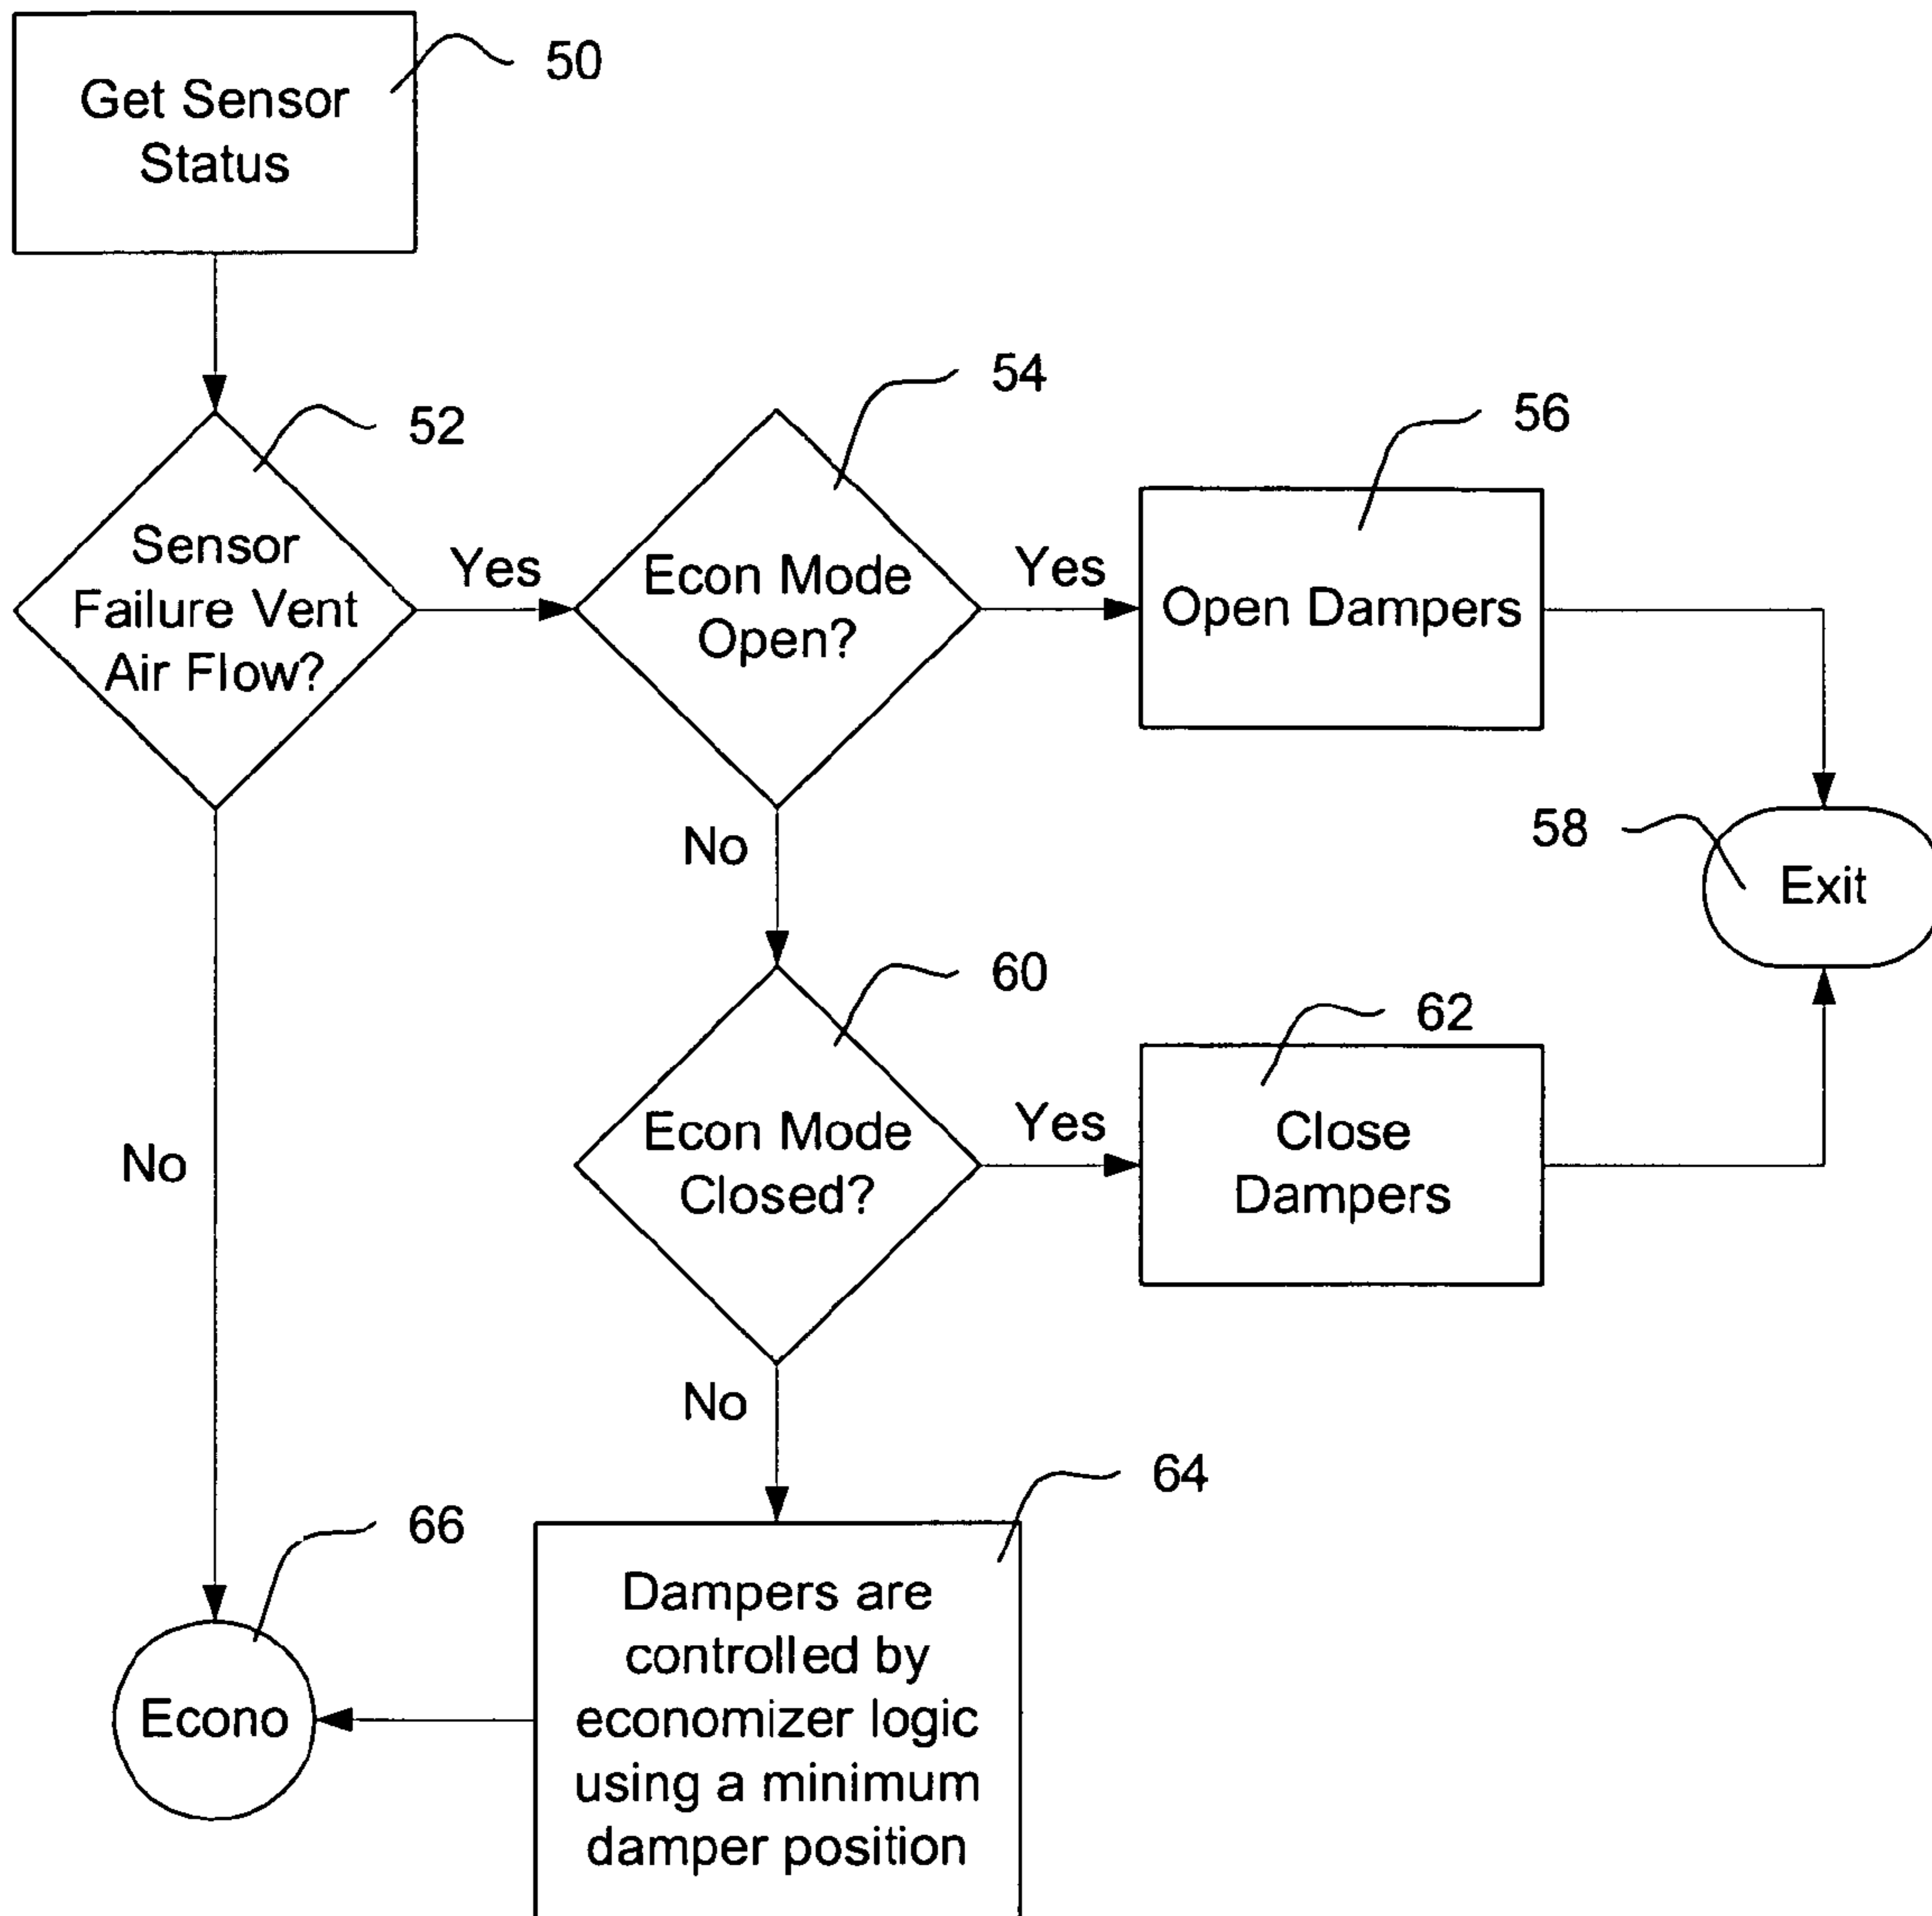 Get Sensor
Status
50
Sensor
Failure Vent
Air Flow?
52
Yes
Econ Mode
Open?
54
Yes
Open Dampers
56
Exit
58
No
Econ Mode
Closed?
60
Yes
Close
Dampers
62
No
No
Dampers are
controlled by
economizer logic
using a minimum
damper position
64
Econo
66